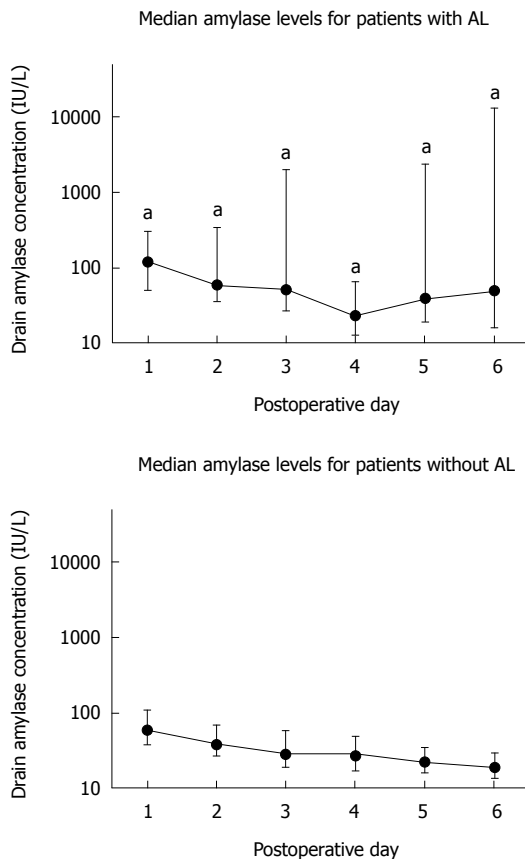 Median amylase levels for patients with AL
Drain amylase concentration (IU/L)
10000
1000
100
10
a
a
a
a
a
a
1 2 3 4 5 6
Postoperative day
Median amylase levels for patients without AL
Drain amylase concentration (IU/L)
10000
1000
100
10
1 2 3 4 5 6
Postoperative day